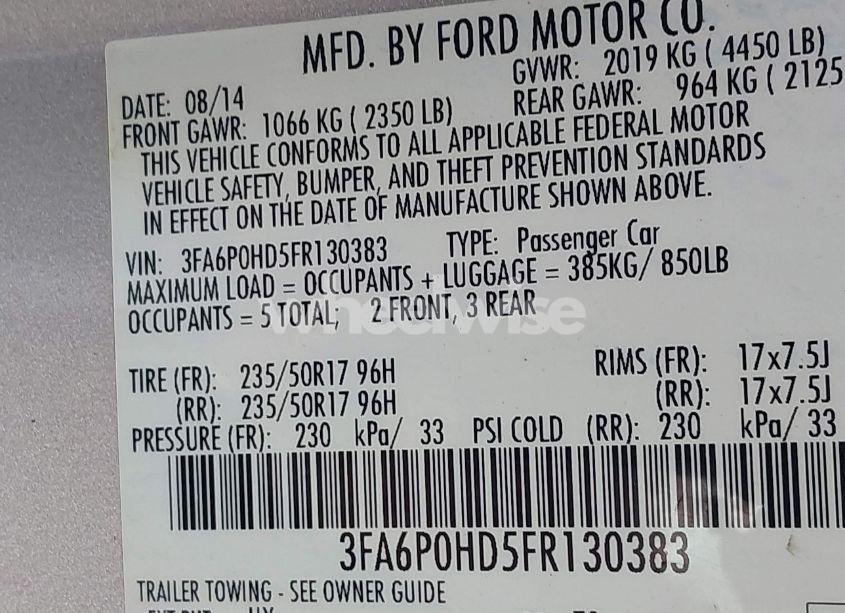 MFD. BY FORD MOTOR CO.
DATE: 08/14 GVWR: 2019 KG ( 4450 LB)
FRONT GAWR: 1066 KG ( 2350 LB) REAR GAWR: 964 KG ( 2125
THIS VEHICLE CONFORMS TO ALL APPLICABLE FEDERAL MOTOR
VEHICLE SAFETY, BUMPER, AND THEFT PREVENTION STANDARDS
IN EFFECT ON THE DATE OF MANUFACTURE SHOWN ABOVE.
VIN: 3FA6P0HD5FR130383 TYPE: Passenger Car
MAXIMUM LOAD = OCCUPANTS + LUGGAGE = 385KG/ 850LB
OCCUPANTS = 5 TOTAL; 2 FRONT, 3 REAR
wheelwise
TIRE (FR): 235/50R17 96H RIMS (FR): 17x7.5J
(RR): 235/50R17 96H (RR): 17x7.5J
PRESSURE (FR): 230 kPa/ 33 PSI COLD (RR): 230 kPa/ 33
3FA6P0HD5FR130383
TRAILER TOWING - SEE OWNER GUIDE